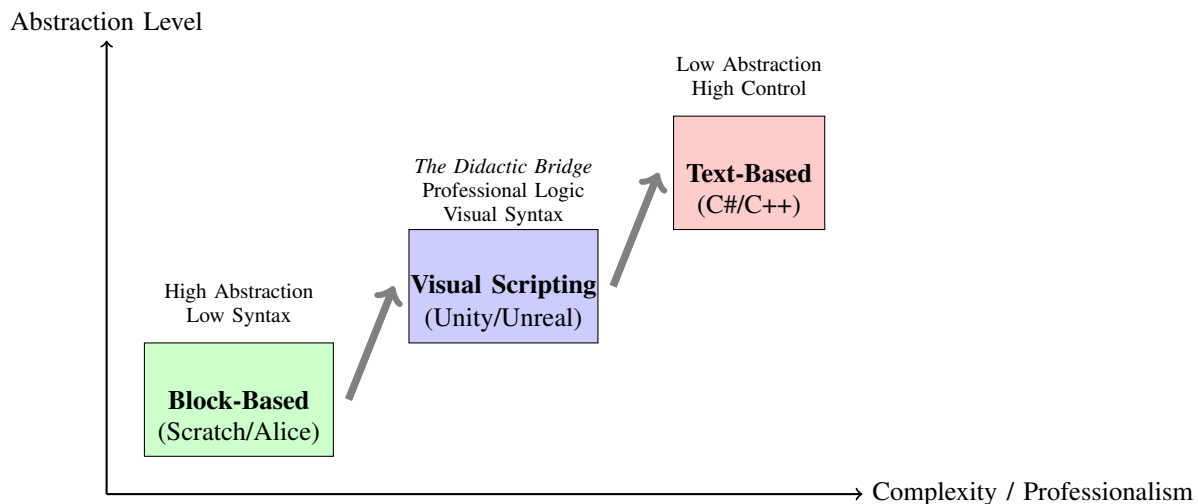 Abstraction Level
Low Abstraction
High Control
Text-Based
(C#/C++)
The Didactic Bridge
Professional Logic
Visual Syntax
Visual Scripting
(Unity/Unreal)
High Abstraction
Low Syntax
Block-Based
(Scratch/Alice)
Complexity / Professionalism